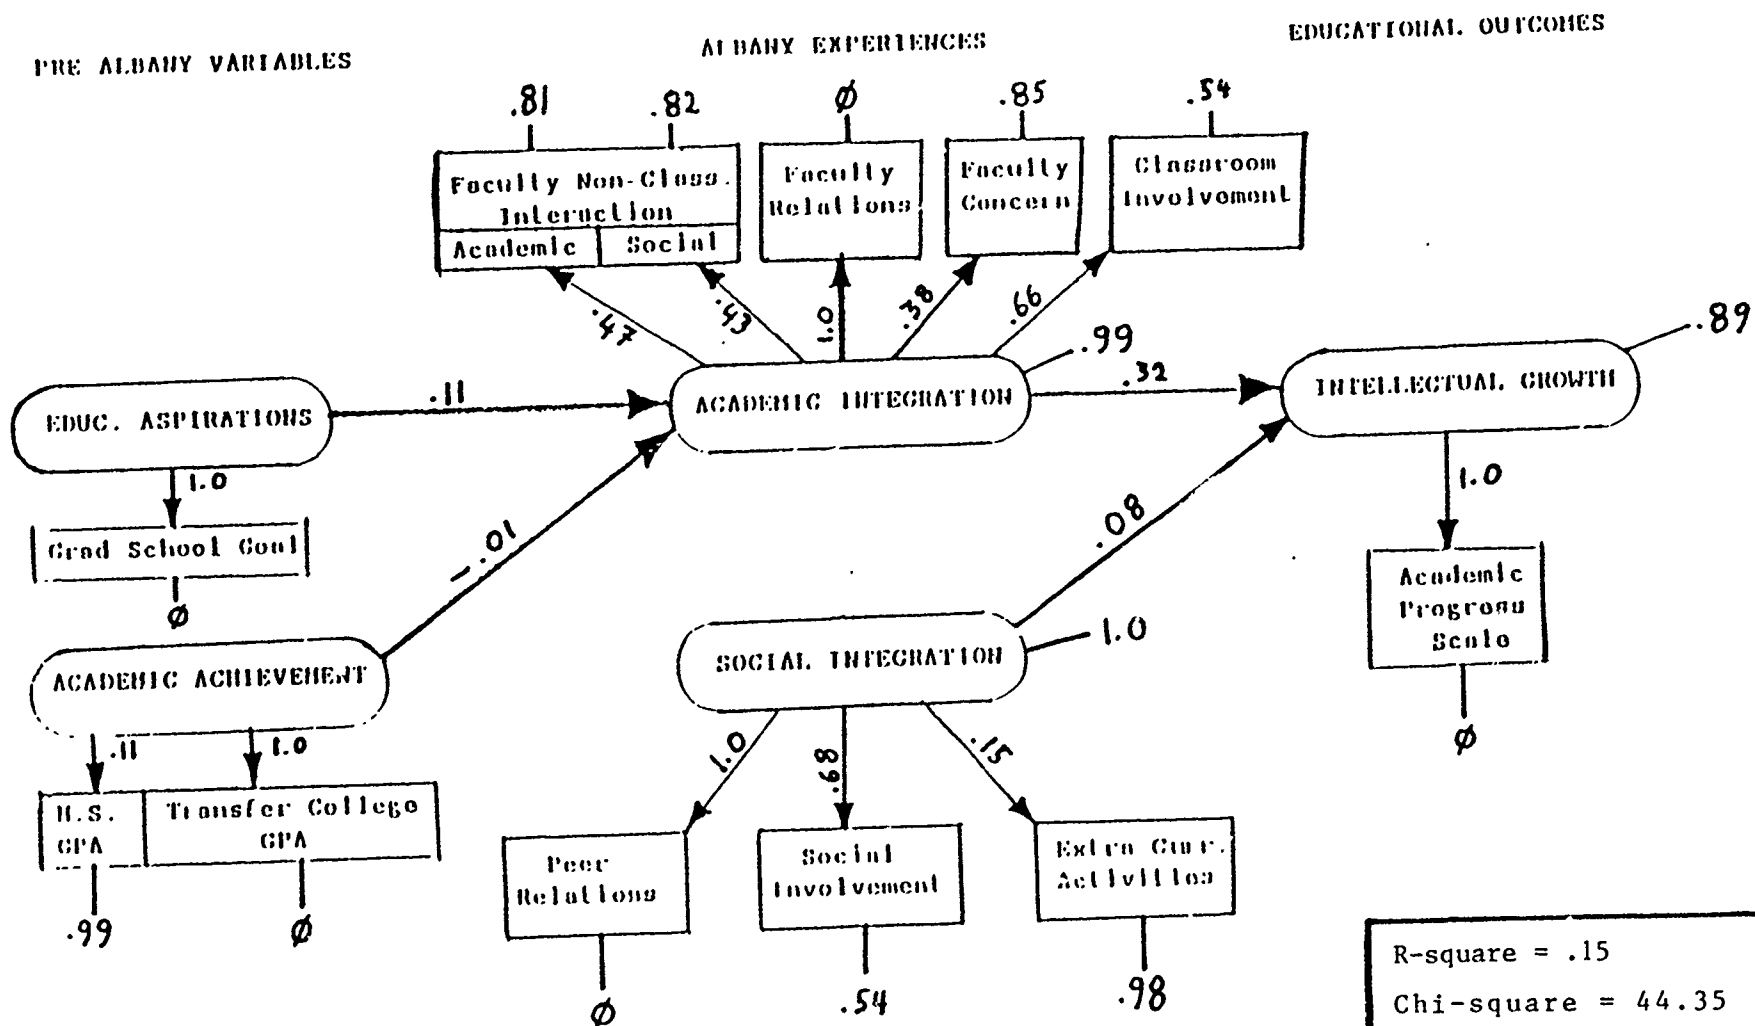 PRE ALBANY VARIABLES
ALBANY EXPERIENCES
EDUCATIONAL OUTCOMES
.81
.82
Ø
.85
.54
Faculty Non-Class.
Interaction
Academic
Social
Faculty
Relations
Faculty
Concern
Classroom
Involvement
.47
.43
1.0
.38
.66
.99
.89
EDUC. ASPIRATIONS
.11
ACADEMIC INTEGRATION
.32
INTELLECTUAL GROWTH
1.0
Grad School Goal
Ø
-.01
.08
1.0
Academic
Progress
Scale
Ø
ACADEMIC ACHIEVEMENT
SOCIAL INTEGRATION
1.0
.11
1.0
H.S.
GPA
Transfer College
GPA
.99
Ø
1.0
.68
.15
Peer
Relations
Social
Involvement
Extra Curr.
Activities
Ø
.54
.98
R-square = .15
Chi-square = 44.35